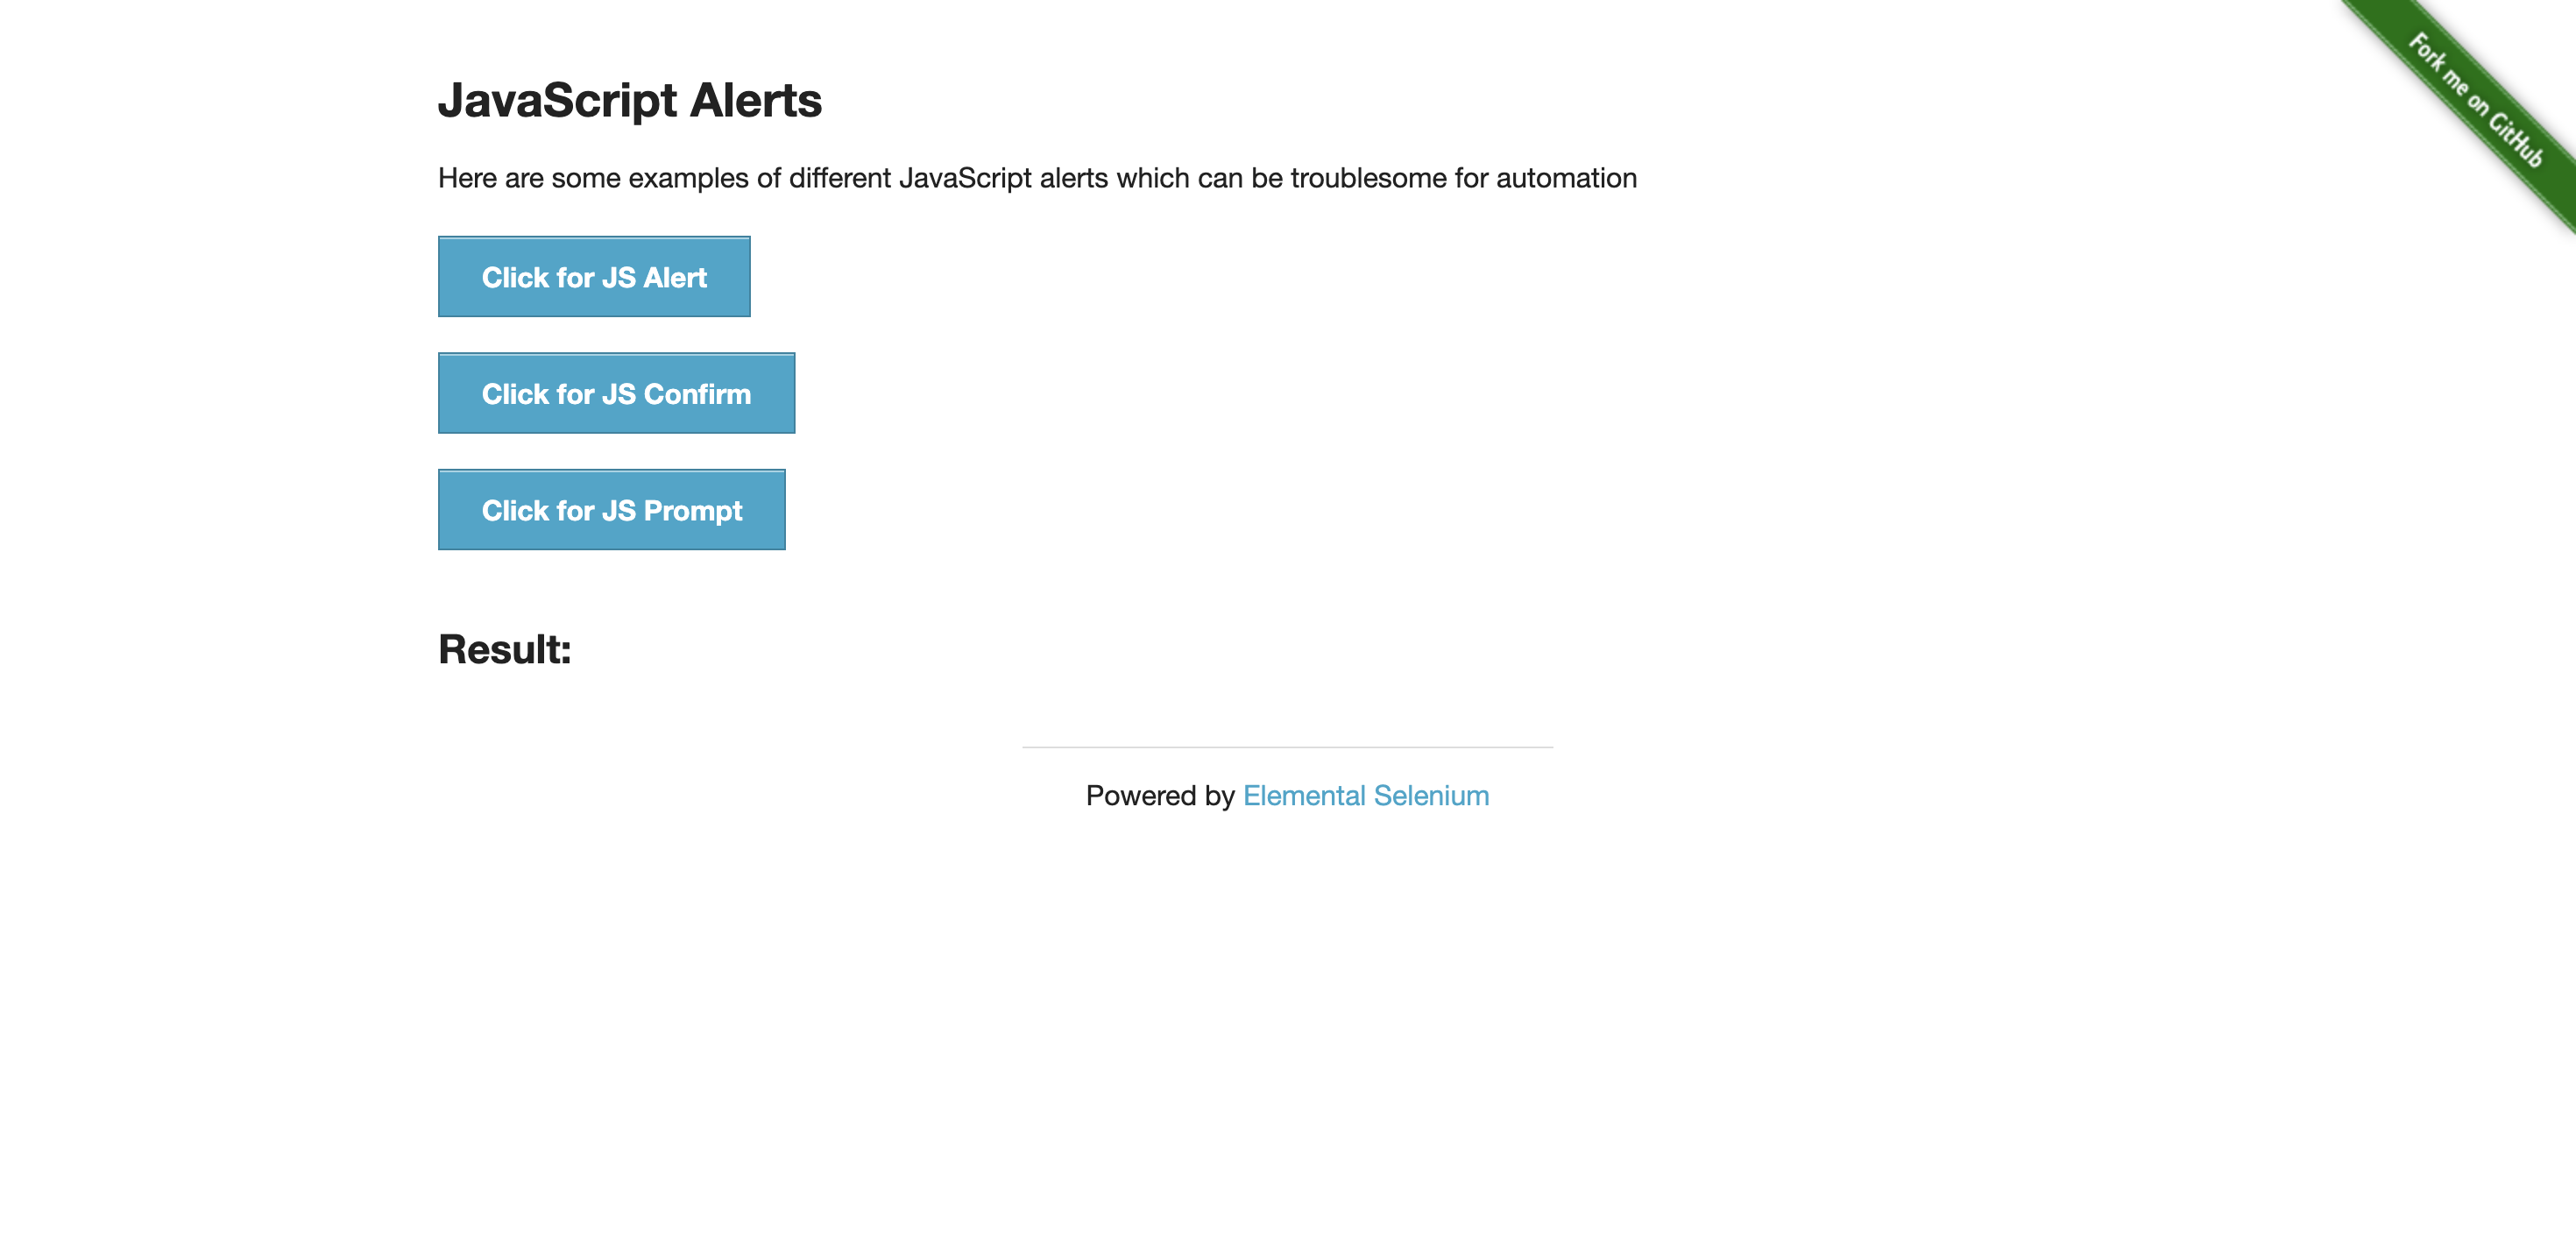 Fork me on GitHub
JavaScript Alerts
Here are some examples of different JavaScript alerts which can be troublesome for automation
Click for JS Alert
Click for JS Confirm
Click for JS Prompt
Result:
Powered by Elemental Selenium